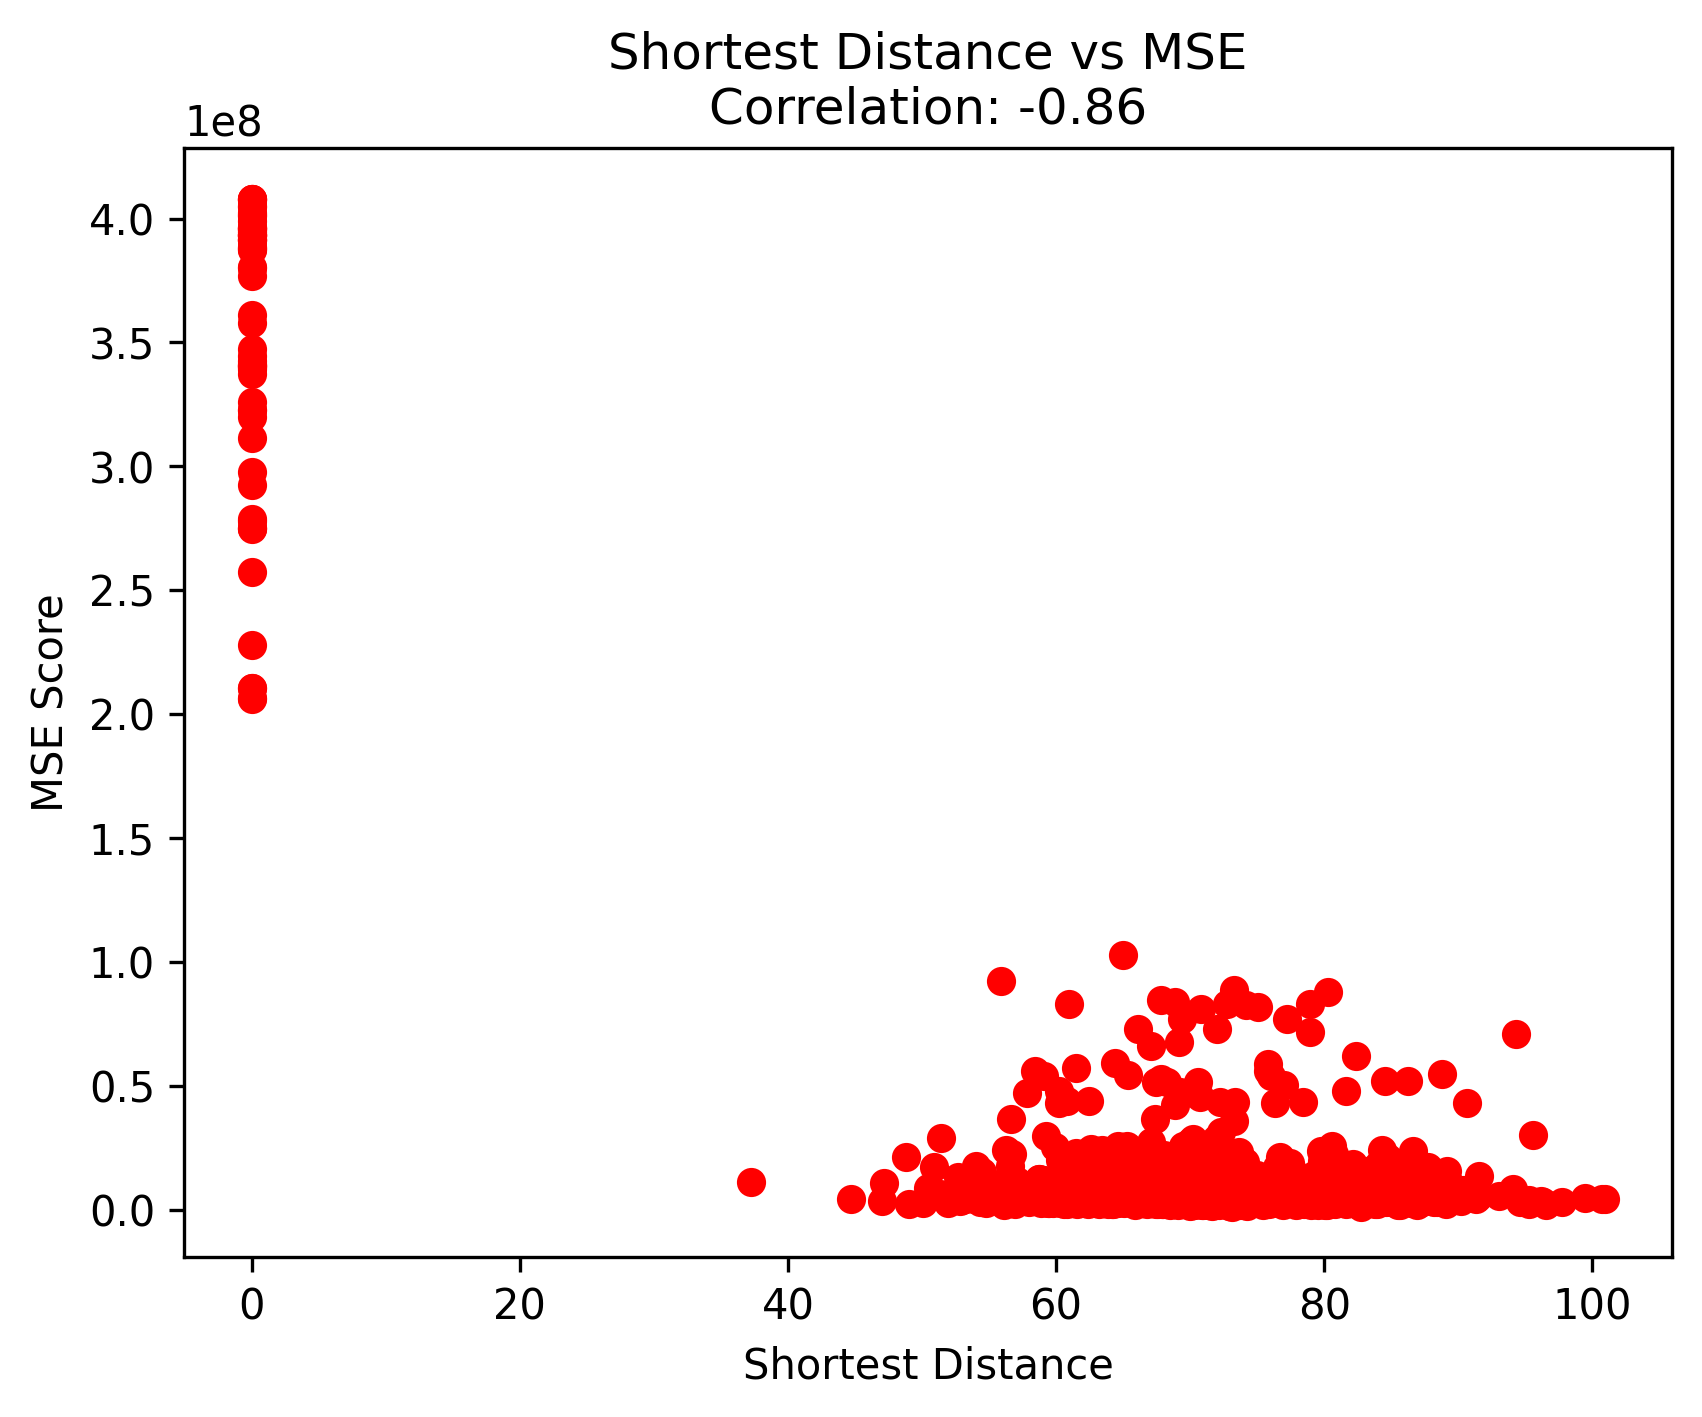 Shortest Distance vs MSE
Correlation: -0.86
1e8
4.0
3.5
3.0
2.5
2.0
1.5
1.0
0.5
0.0
MSE Score
0 20 40 60 80 100
Shortest Distance